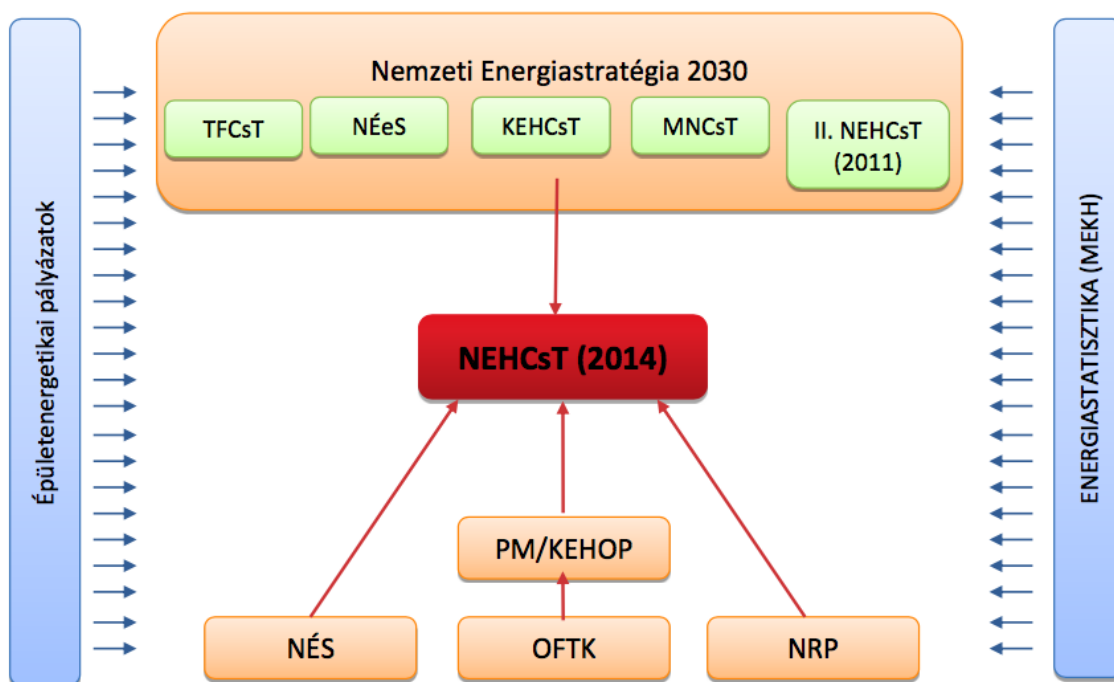 Nemzeti Energiastratégia 2030
TFCsT
NÉeS
KEHCsT
MNCsT
II. NEHCsT
(2011)
Épületenergetikai pályázatok
ENERGIASTATISZTIKA (MEKH)
NEHCsT (2014)
PM/KEHOP
NÉS
OFTK
NRP